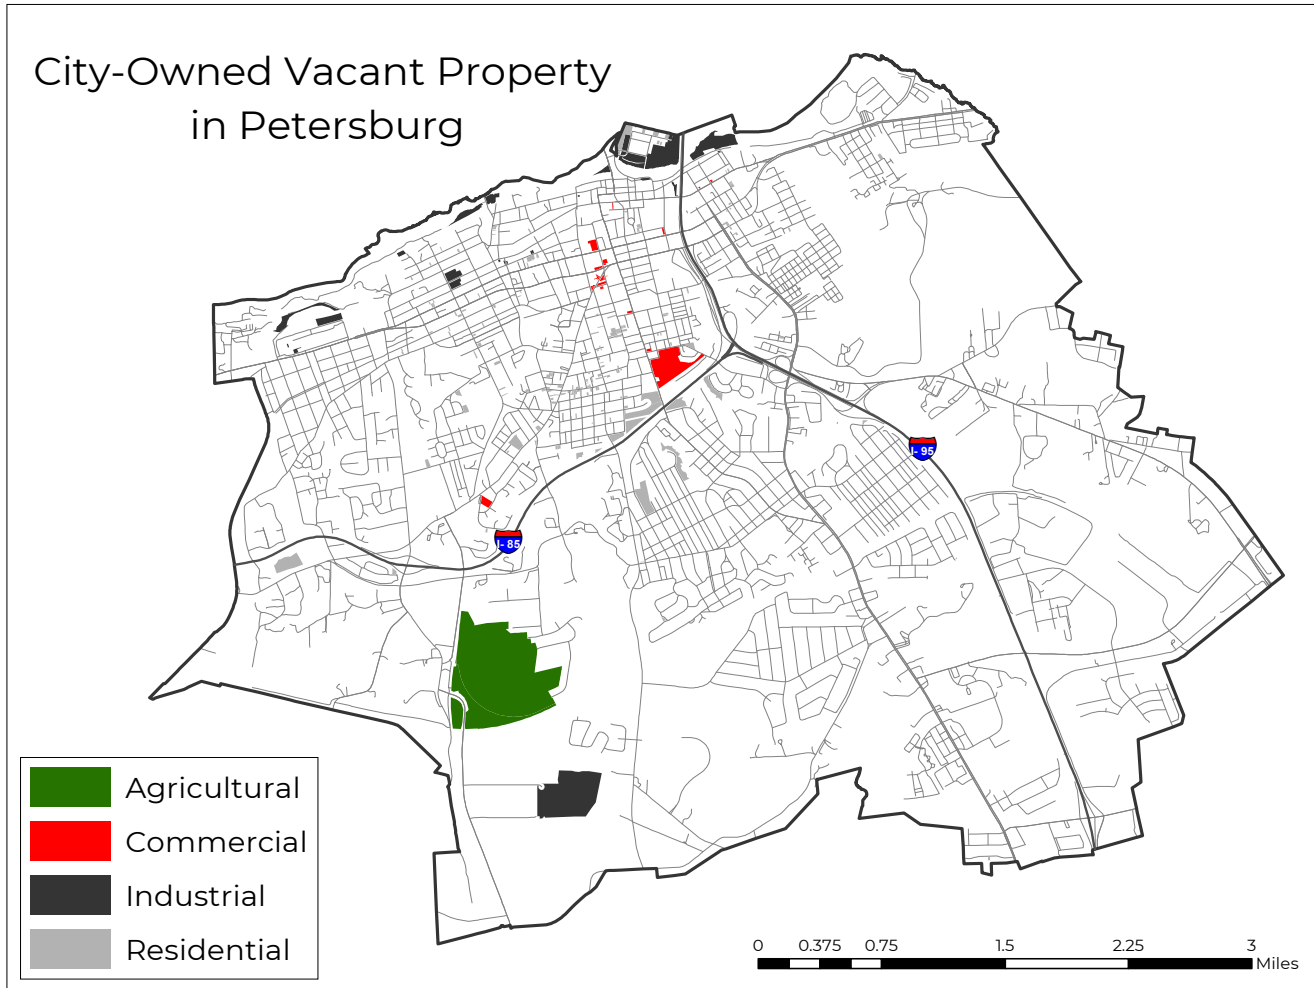 City-Owned Vacant Property
in Petersburg
I- 95
I- 85
Agricultural
Commercial
Industrial
Residential
0 0.375 0.75 1.5 2.25 3
Miles